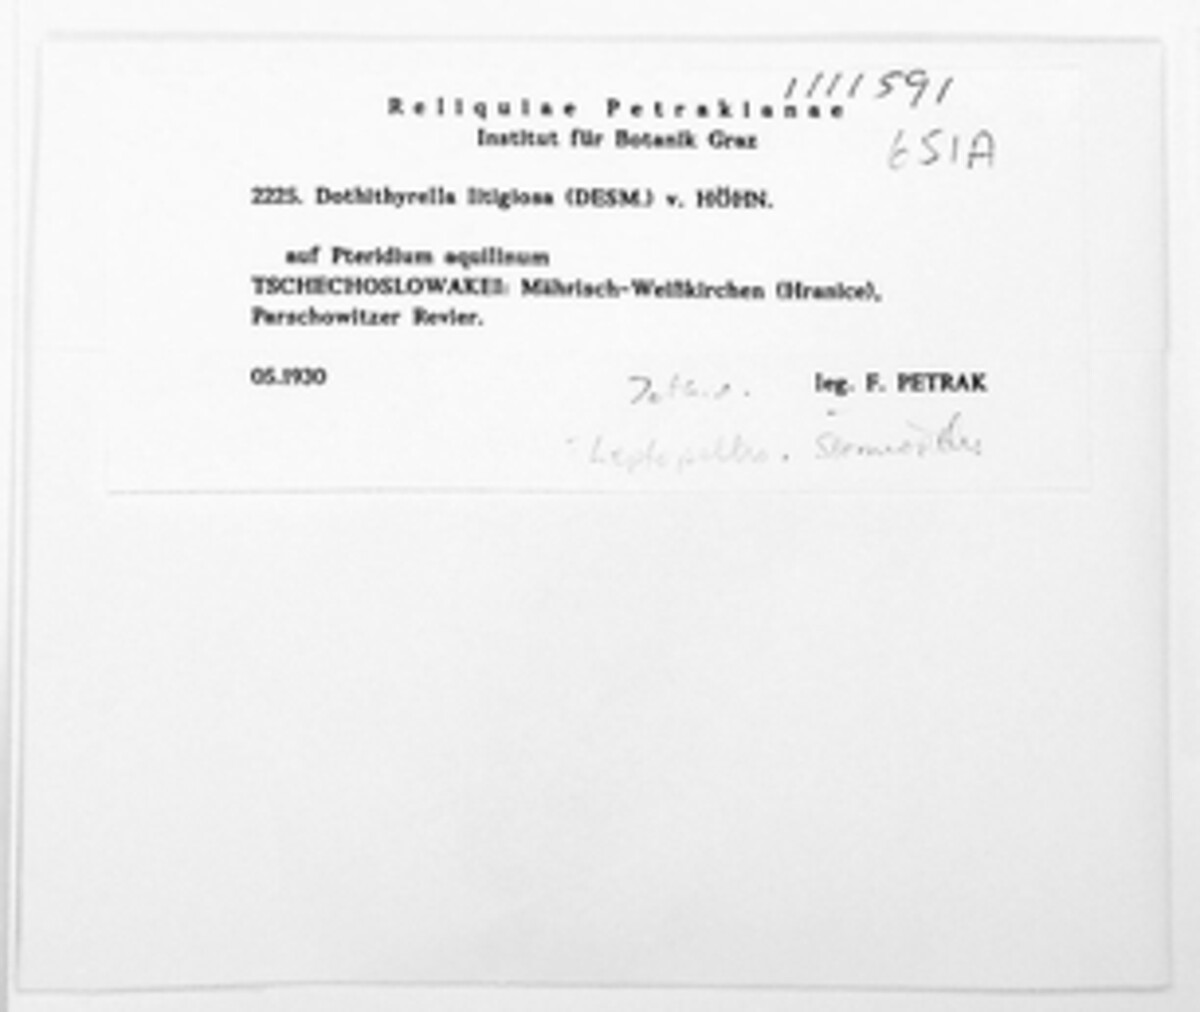 1111591
Reliquiae Petrakianae
Institut für Botanik Graz
651A
2225. Dothithyrella litigiosa (DESM.) v. HÖHN.
auf Pteridium aquilinum
TSCHECHOSLOWAKEI: Mährisch-Weißkirchen (Hranice),
Parschowitzer Revier.
05.1930
leg. F. PETRAK